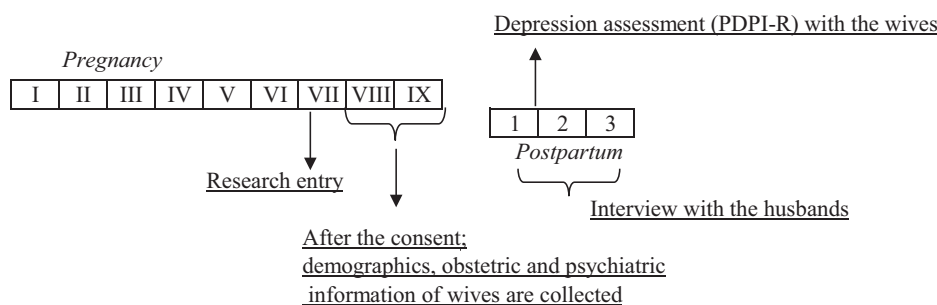 Depression assessment (PDPI-R) with the wives
Pregnancy
I II III IV V VI VII VIII IX
1 2 3
Postpartum
Research entry
Interview with the husbands
After the consent;
demographics, obstetric and psychiatric
information of wives are collected